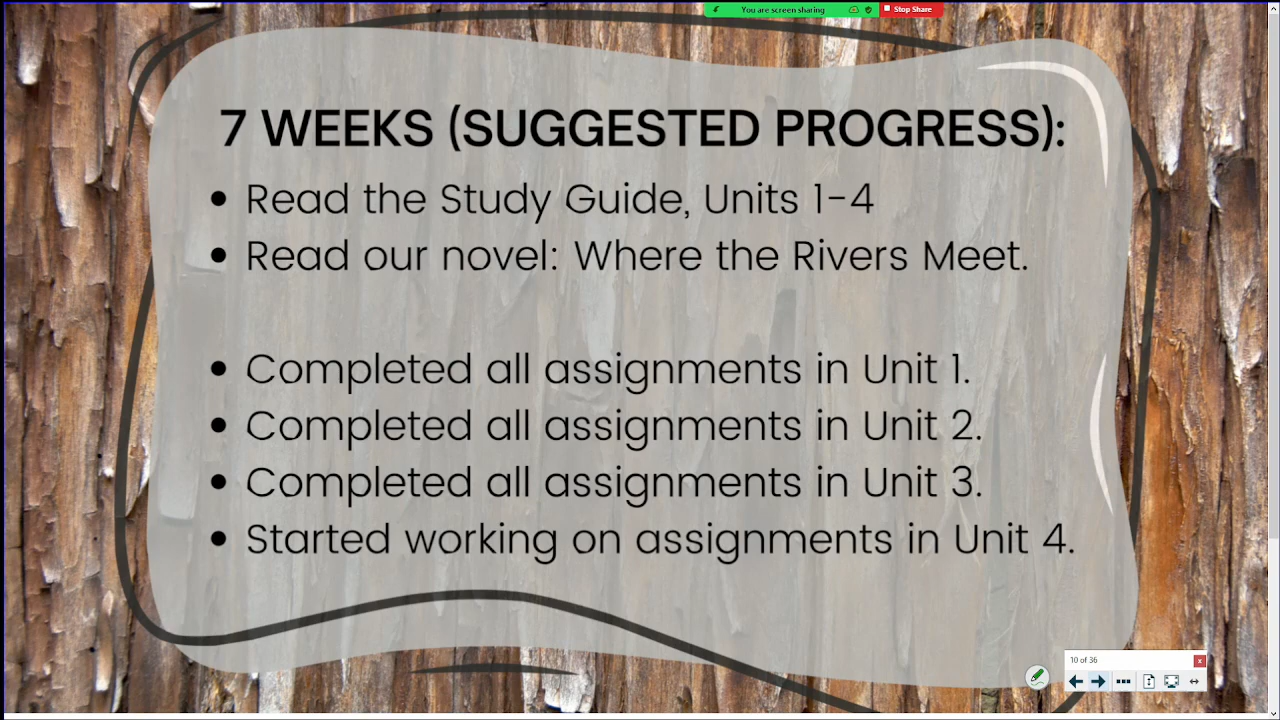 You are screen sharing
Stop Share
7 WEEKS (SUGGESTED PROGRESS):
• Read the Study Guide, Units 1-4
• Read our novel: Where the Rivers Meet.
• Completed all assignments in Unit 1.
• Completed all assignments in Unit 2.
• Completed all assignments in Unit 3.
• Started working on assignments in Unit 4.
10 of 36